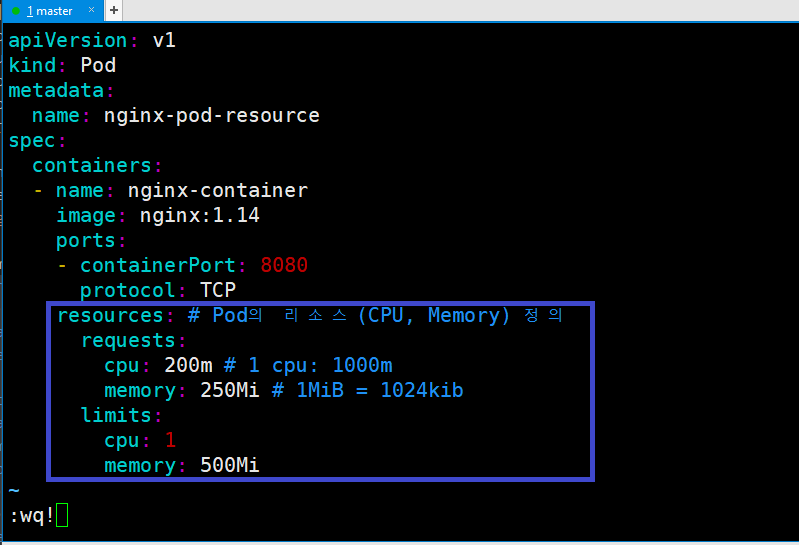 1 master × +
apiVersion: v1
kind: Pod
metadata:
  name: nginx-pod-resource
spec:
  containers:
  - name: nginx-container
    image: nginx:1.14
    ports:
    - containerPort: 8080
      protocol: TCP
    resources: # Pod의 리소스(CPU, Memory) 정의
      requests:
        cpu: 200m # 1 cpu: 1000m
        memory: 250Mi # 1MiB = 1024kib
      limits:
        cpu: 1
        memory: 500Mi
~
:wq!